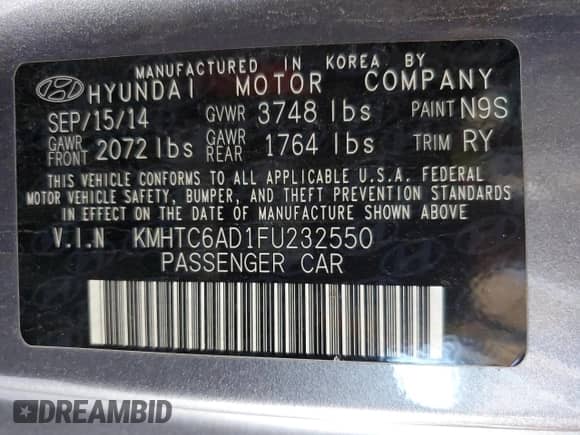 MANUFACTURED IN KOREA BY
HYUNDAI MOTOR COMPANY
SEP/15/14 GVWR 3748 lbs PAINT N9S
GAWR FRONT 2072 lbs GAWR REAR 1764 lbs TRIM RY
THIS VEHICLE CONFORMS TO ALL APPLICABLE U.S.A. FEDERAL
MOTOR VEHICLE SAFETY, BUMPER, AND THEFT PREVENTION STANDARDS
IN EFFECT ON THE DATE OF MANUFACTURE SHOWN ABOVE
V.I.N KMHTC6AD1FU232550
PASSENGER CAR
DREAMBID